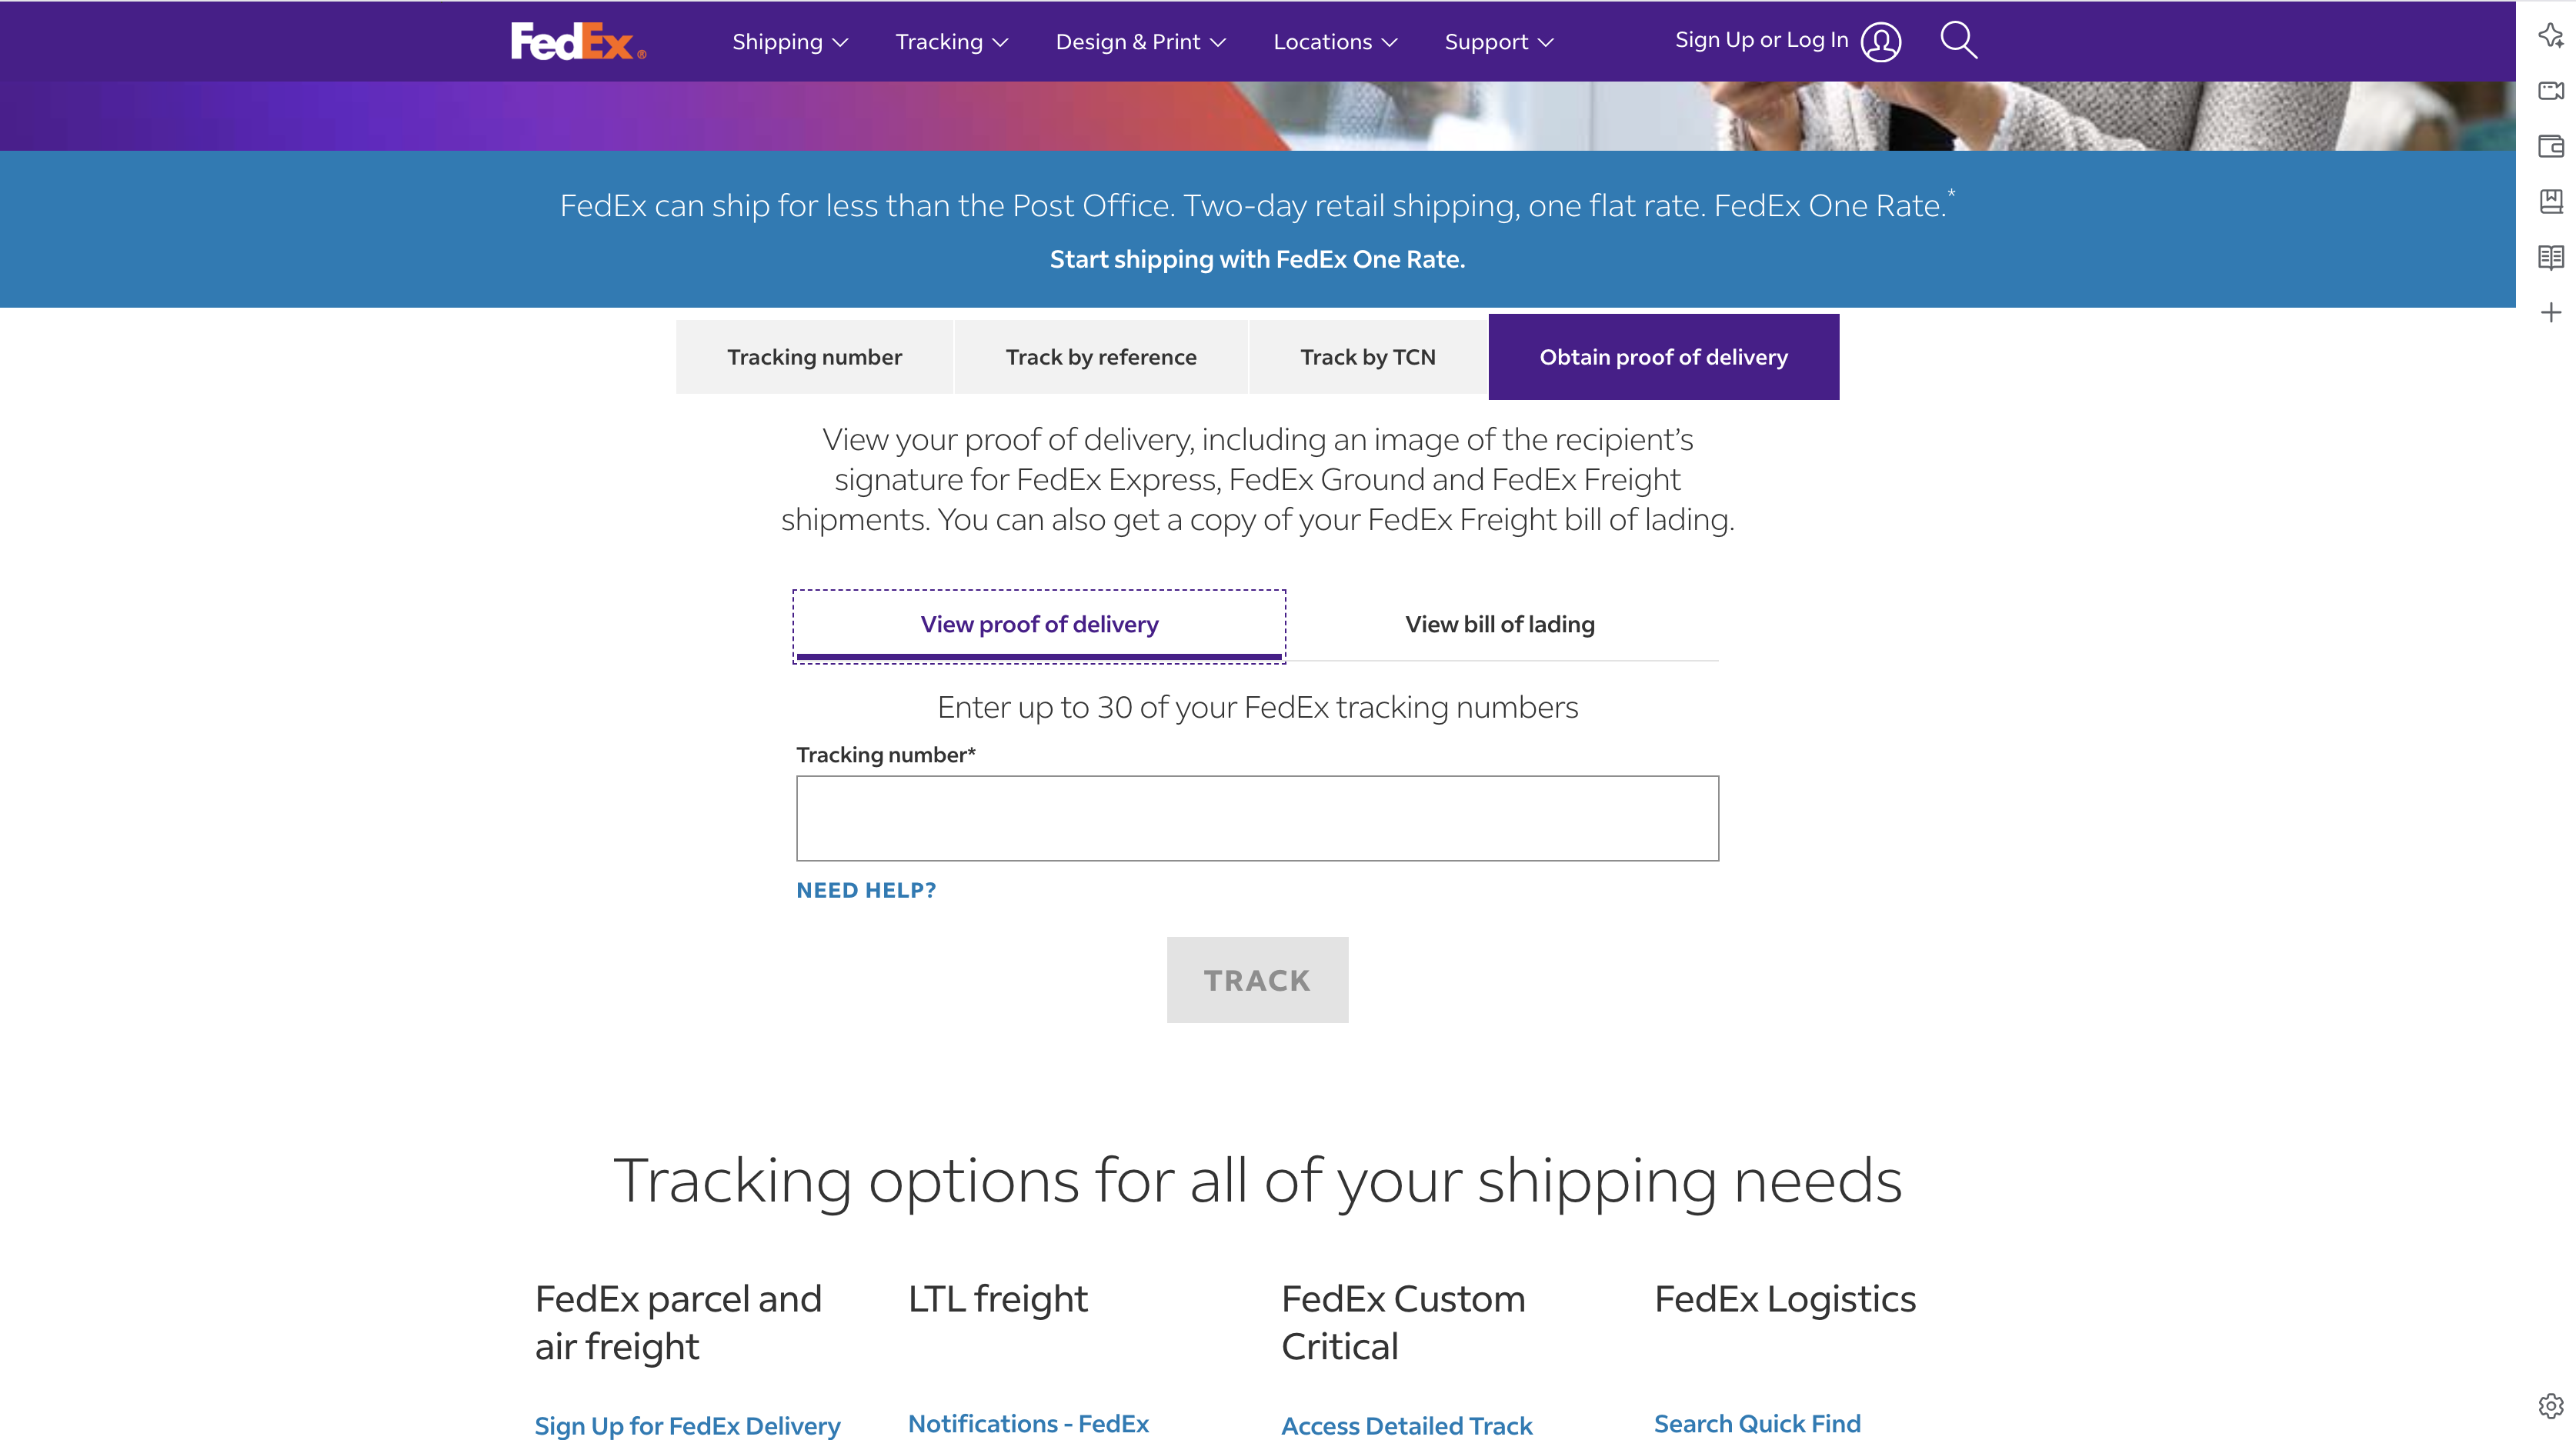 FedEx®
Shipping
Tracking
Design & Print
Locations
Support
Sign Up or Log In
FedEx can ship for less than the Post Office. Two-day retail shipping, one flat rate. FedEx One Rate.*
Start shipping with FedEx One Rate.
Tracking number
Track by reference
Track by TCN
Obtain proof of delivery
View your proof of delivery, including an image of the recipient’s
signature for FedEx Express, FedEx Ground and FedEx Freight
shipments. You can also get a copy of your FedEx Freight bill of lading.
View proof of delivery
View bill of lading
Enter up to 30 of your FedEx tracking numbers
Tracking number*
NEED HELP?
TRACK
Tracking options for all of your shipping needs
FedEx parcel and
air freight
Sign Up for FedEx Delivery
LTL freight
Notifications - FedEx
FedEx Custom
Critical
Access Detailed Track
FedEx Logistics
Search Quick Find